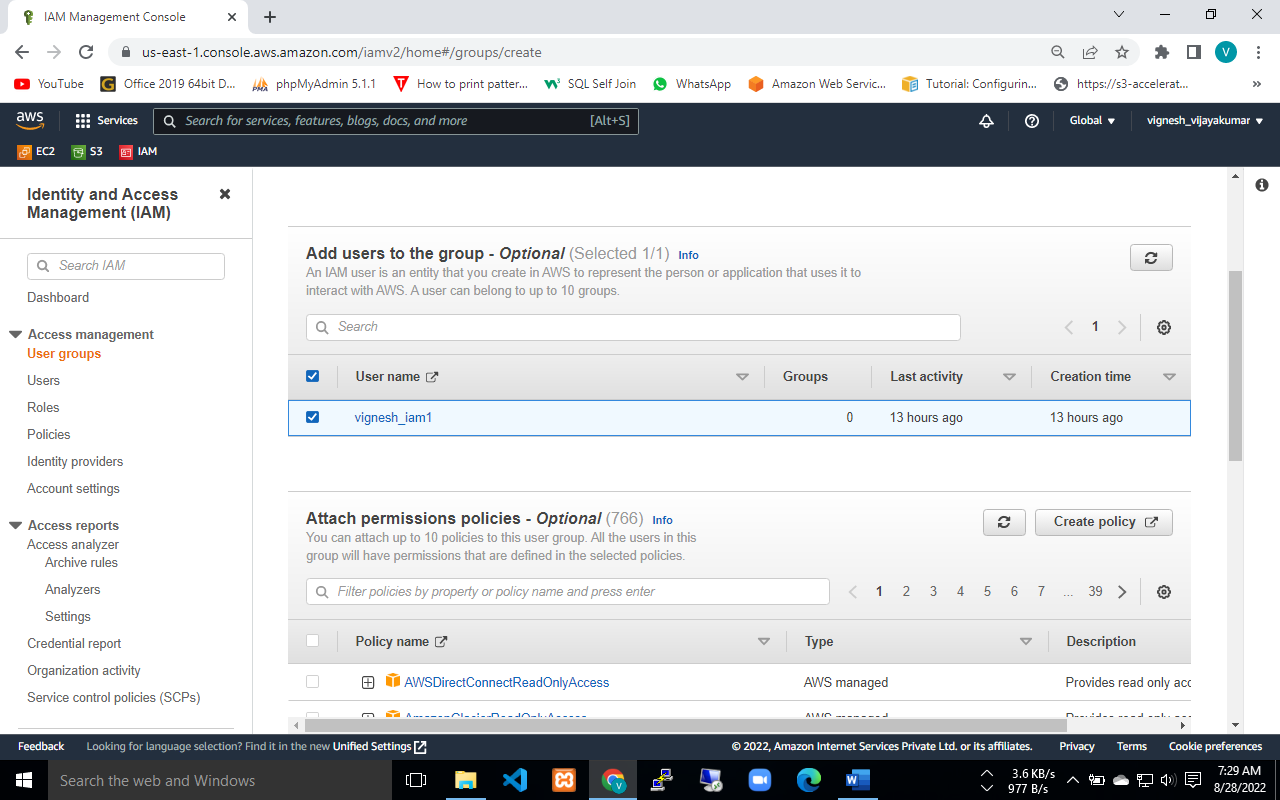 IAM Management Console
us-east-1.console.aws.amazon.com/iamv2/home#/groups/create
V
YouTube
Office 2019 64bit D...
phpMyAdmin 5.1.1
How to print patter...
SQL Self Join
WhatsApp
Amazon Web Servic...
Tutorial: Configurin...
https://s3-accelerat...
»
aws
Services
Search for services, features, blogs, docs, and more
[Alt+S]
Global
vignesh_vijayakumar
EC2
S3
IAM
Identity and Access
Management (IAM)
Search IAM
Dashboard
Access management
User groups
Users
Roles
Policies
Identity providers
Account settings
Access reports
Access analyzer
Archive rules
Analyzers
Settings
Credential report
Organization activity
Service control policies (SCPs)
Add users to the group - Optional (Selected 1/1) Info
An IAM user is an entity that you create in AWS to represent the person or application that uses it to
interact with AWS. A user can belong to up to 10 groups.
Search
1
User name
Groups
Last activity
Creation time
vignesh_iam1
0
13 hours ago
13 hours ago
Attach permissions policies - Optional (766) Info
You can attach up to 10 policies to this user group. All the users in this
group will have permissions that are defined in the selected policies.
Create policy
Filter policies by property or policy name and press enter
1 2 3 4 5 6 7 ... 39
Policy name
Type
Description
AWSDirectConnectReadOnlyAccess
AWS managed
Provides read only acc
AmazonGlacierReadOnlyAccess
AWS managed
Provides read only acc
Feedback
Looking for language selection? Find it in the new Unified Settings
© 2022, Amazon Internet Services Private Ltd. or its affiliates.
Privacy
Terms
Cookie preferences
Search the web and Windows
3.6 KB/s
977 B/s
7:29 AM
8/28/2022